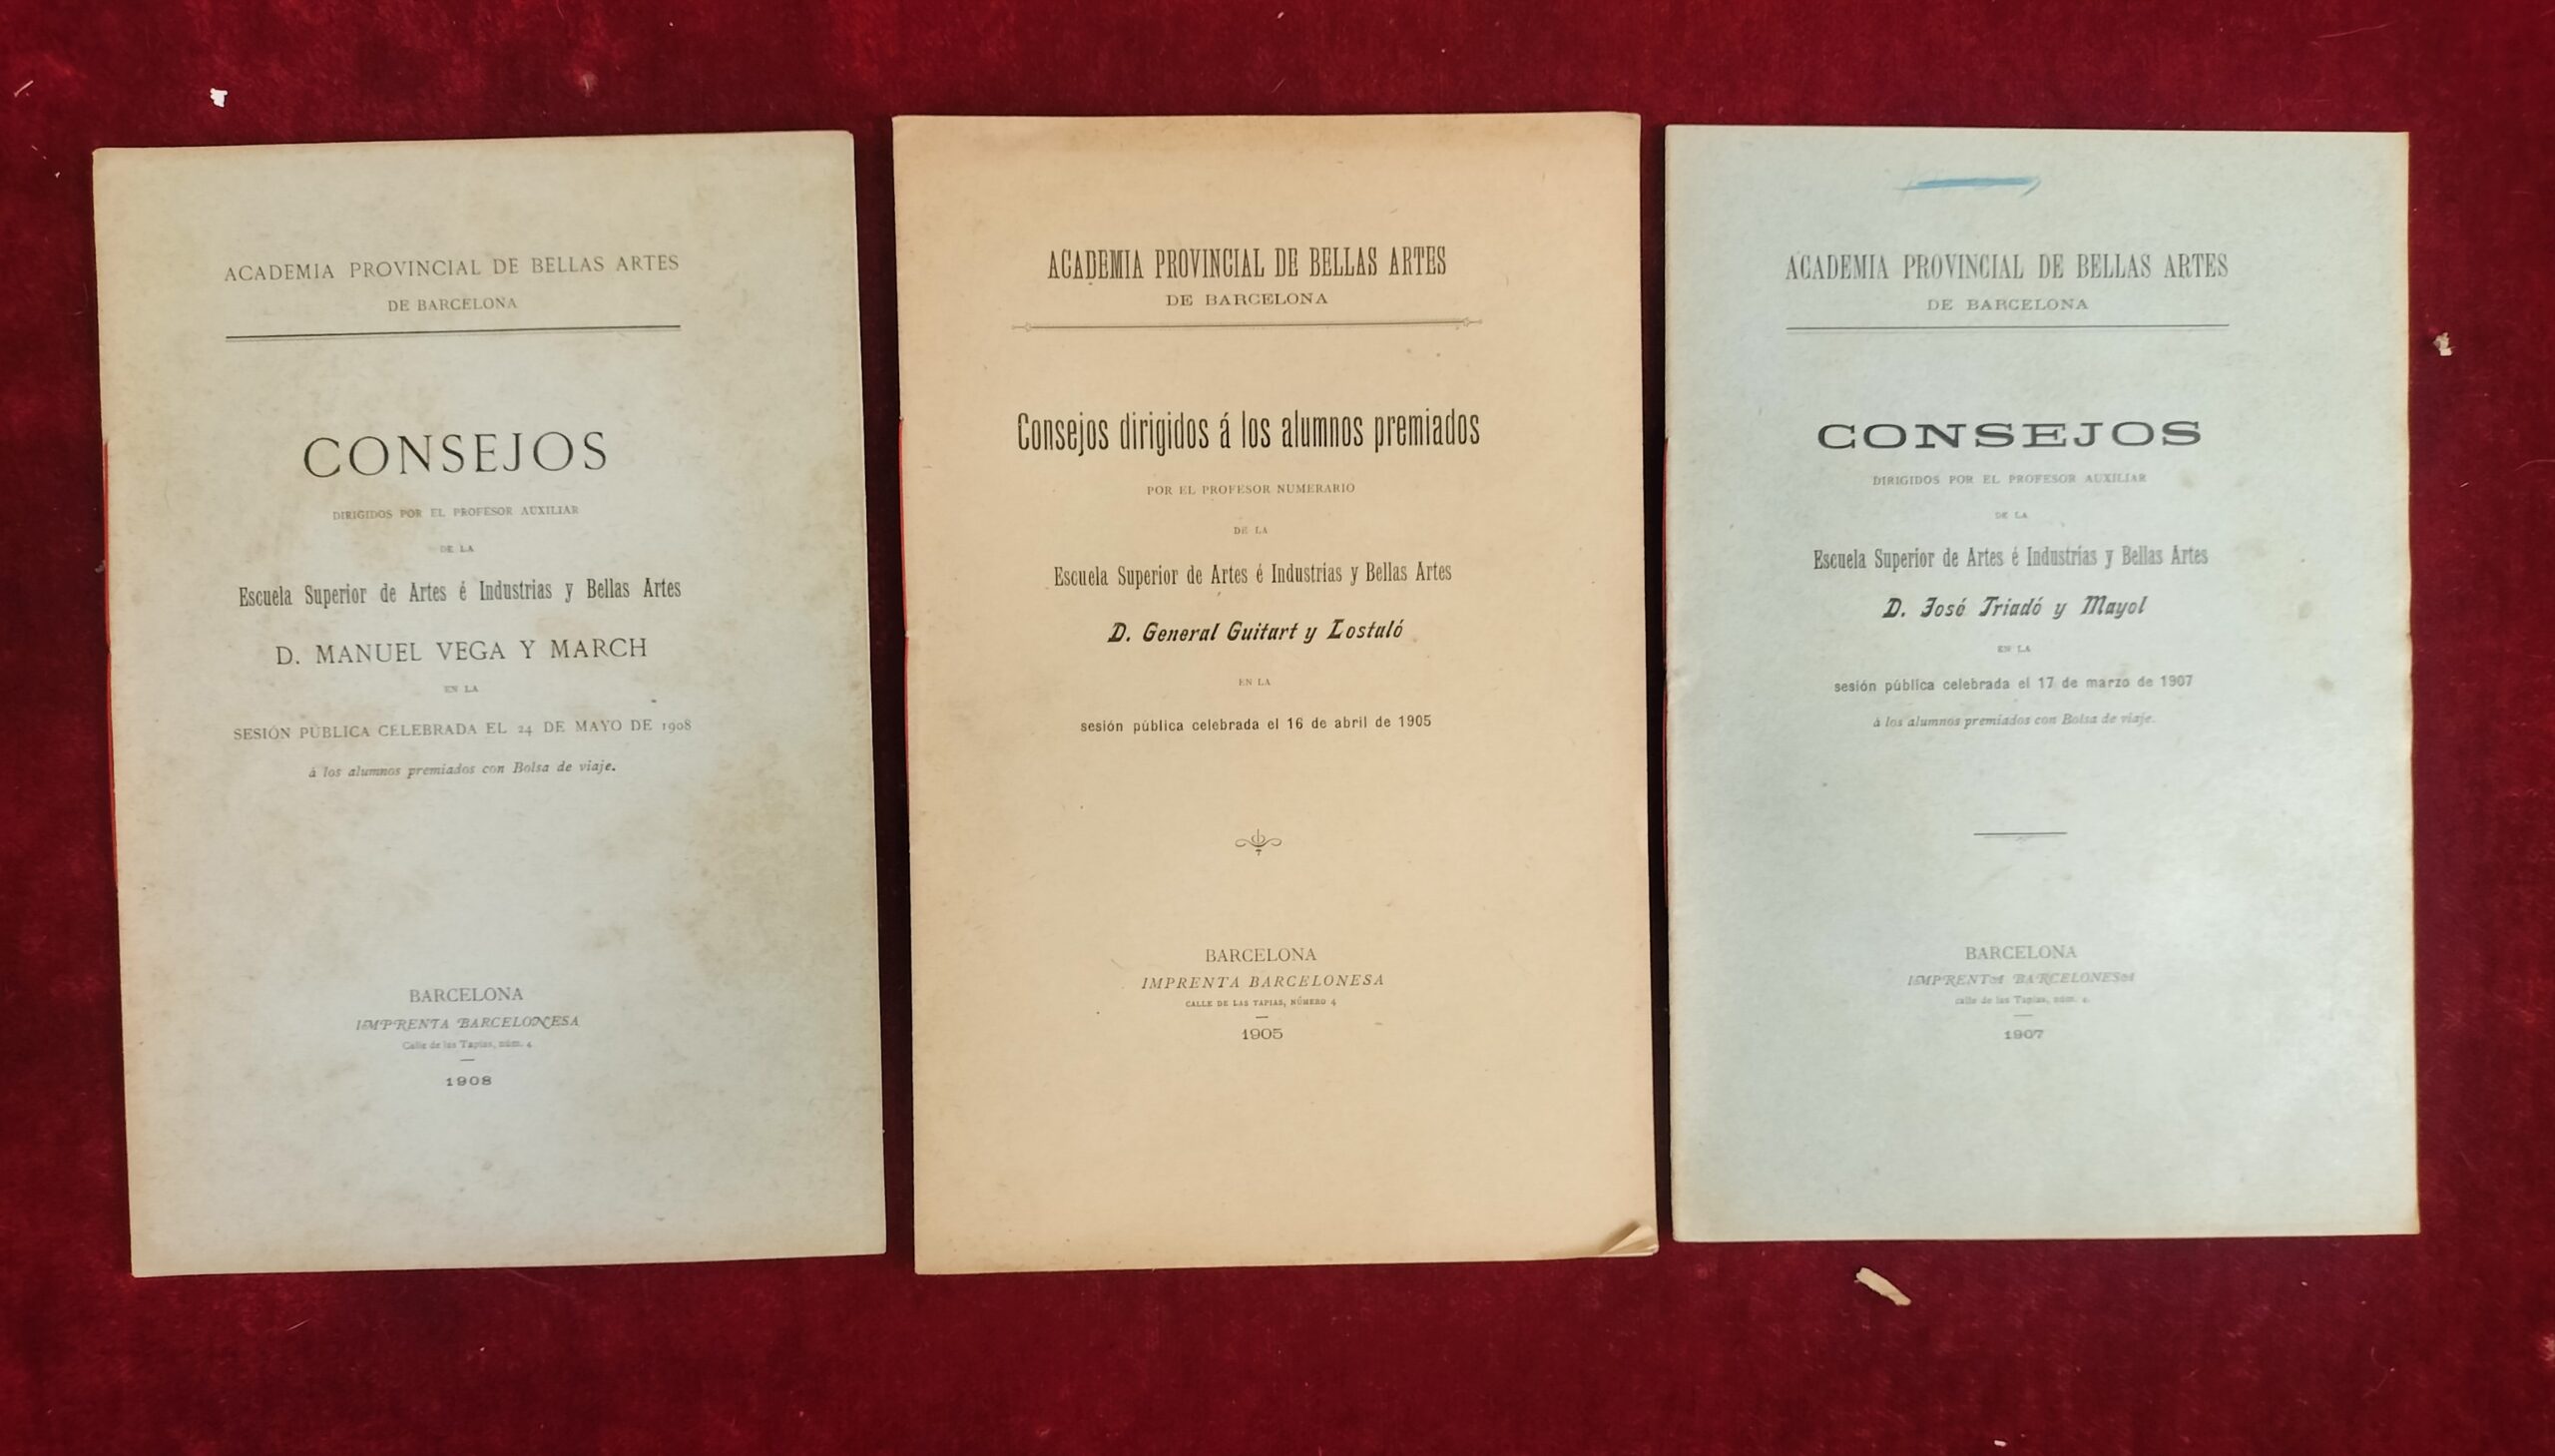 ACADEMIA PROVINCIAL DE BELLAS ARTES
DE BARCELONA
CONSEJOS
DIRIGIDOS POR EL PROFESOR AUXILIAR
DE LA
Escuela Superior de Artes é Industrias y Bellas Artes
D. MANUEL VEGA Y MARCH
EN LA
SESIÓN PÚBLICA CELEBRADA EL 24 DE MAYO DE 1908
á los alumnos premiados con Bolsa de viaje.
BARCELONA
IMPRENTA BARCELONESA
Calle de las Tapias, núm. 4
1908
ACADEMIA PROVINCIAL DE BELLAS ARTES
DE BARCELONA
Consejos dirigidos á los alumnos premiados
POR EL PROFESOR NUMERARIO
DE LA
Escuela Superior de Artes é Industrias y Bellas Artes
D. General Guitart y Lostaló
EN LA
sesión pública celebrada el 16 de abril de 1905
BARCELONA
IMPRENTA BARCELONESA
CALLE DE LAS TAPIAS, NÚMERO 4
1905
ACADEMIA PROVINCIAL DE BELLAS ARTES
DE BARCELONA
CONSEJOS
DIRIGIDOS POR EL PROFESOR AUXILIAR
DE LA
Escuela Superior de Artes é Industrias y Bellas Artes
D. José Triadó y Mayol
EN LA
sesión pública celebrada el 17 de marzo de 1907
á los alumnos premiados con Bolsa de viaje.
BARCELONA
IMPRENTA BARCELONESA
calle de las Tapias, núm. 4.
1907